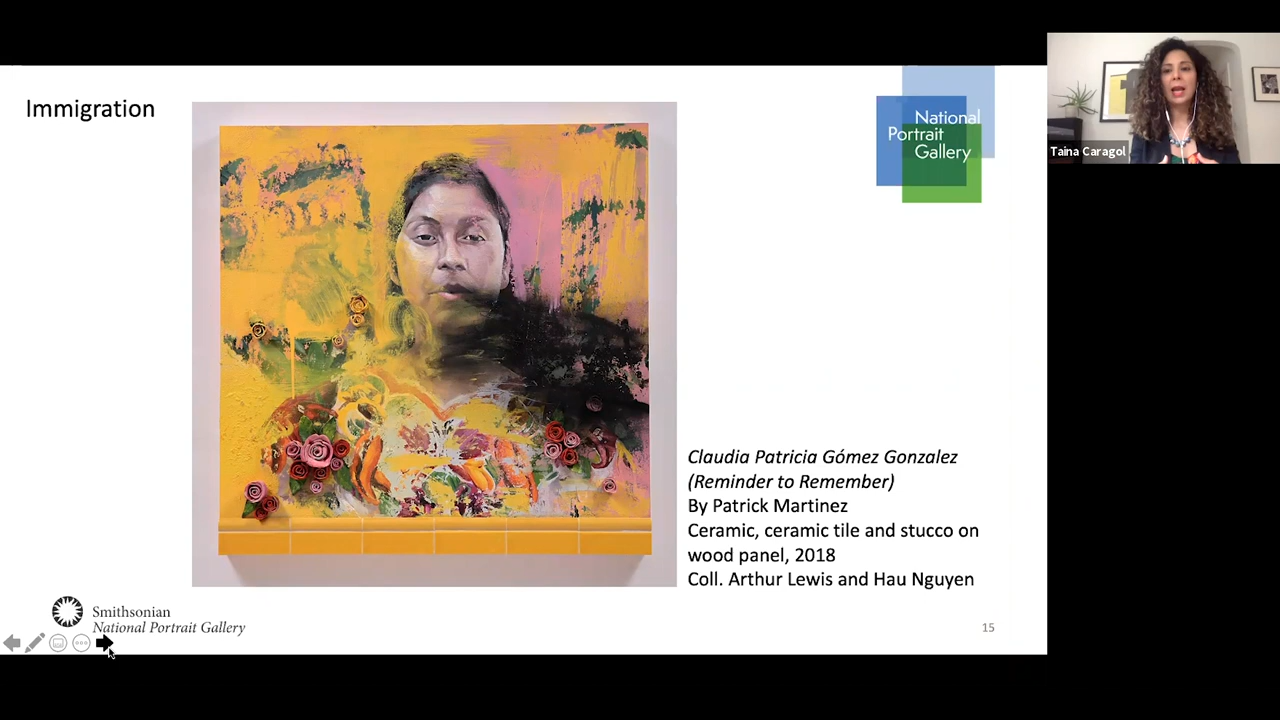 Immigration
National
Portrait
Gallery
Taína Caragol
Claudia Patricia Gómez Gonzalez
(Reminder to Remember)
By Patrick Martinez
Ceramic, ceramic tile and stucco on
wood panel, 2018
Coll. Arthur Lewis and Hau Nguyen
Smithsonian
National Portrait Gallery
15